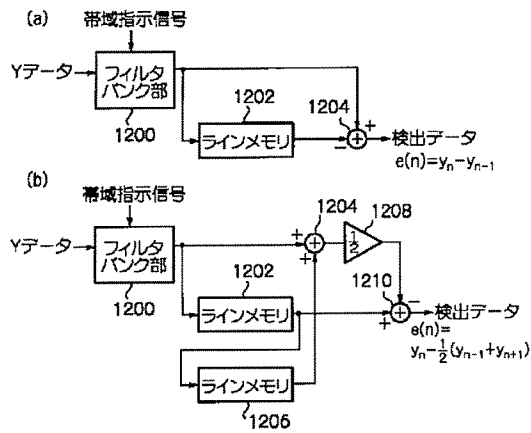 (a)
帯域指示信号
Yデータ
フィルタ
バンク部
1200
1202
ラインメモリ
1204
+
−
検出データ
e(n)=yn−yn−1
(b)
帯域指示信号
Yデータ
フィルタ
バンク部
1200
1202
ラインメモリ
+
+
1204
1/2
1208
1210
−
+
検出データ
e(n)=
yn−1/2(yn−1+yn+1)
ラインメモリ
1206